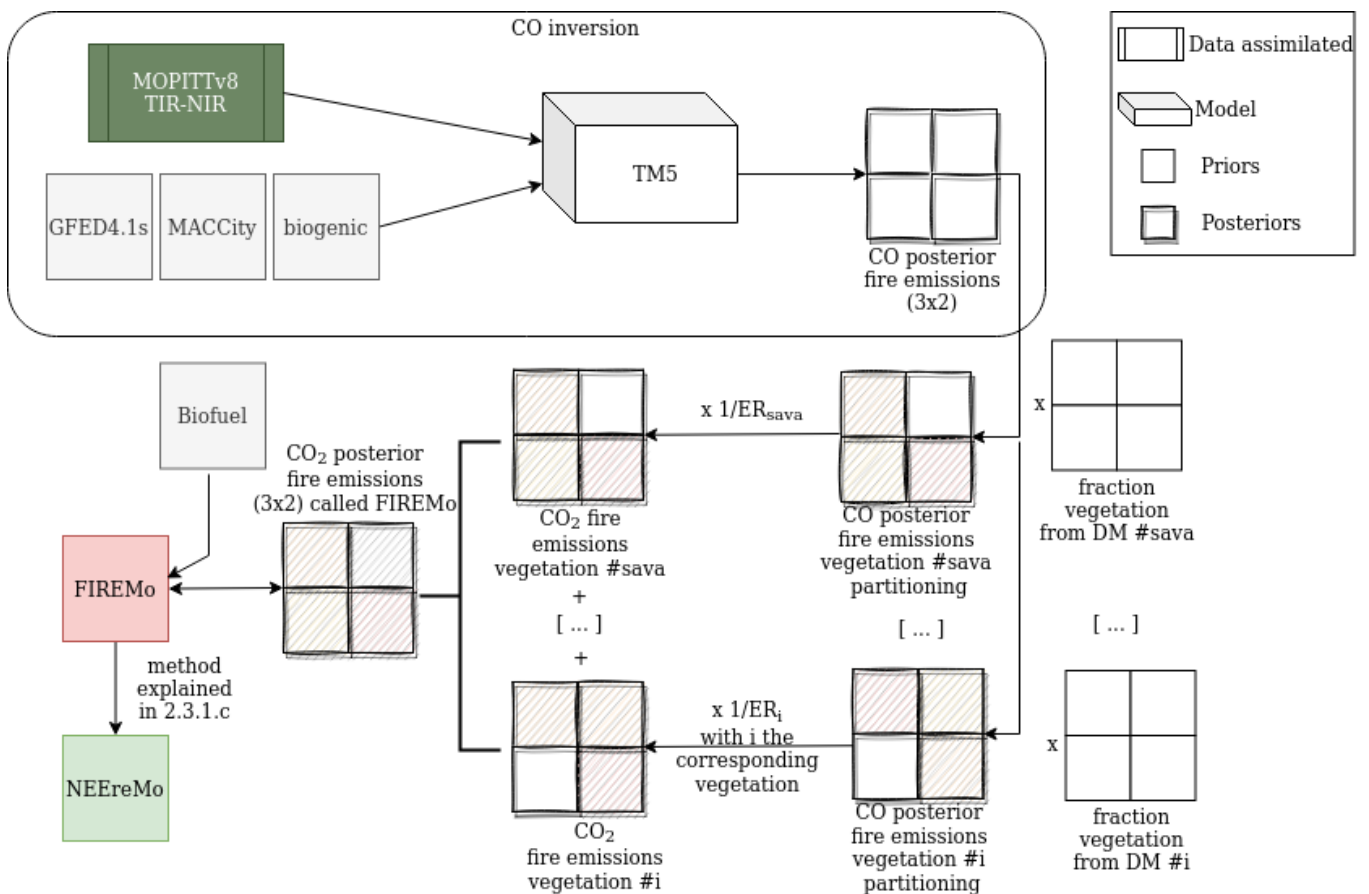 CO inversion
MOPITTv8
TIR-NIR
GFED4.1s
MACCity
biogenic
TM5
CO posterior
fire emissions
(3x2)
Data assimilated
Model
Priors
Posteriors
Biofuel
CO₂ posterior
fire emissions
(3x2) called FIREMo
FIREMo
method
explained
in 2.3.1.c
NEEreMo
CO₂ fire
emissions
vegetation #sava
+
[ ... ]
+
CO₂
fire emissions
vegetation #i
x 1/ERsava
x 1/ERi
with i the
corresponding
vegetation
CO posterior
fire emissions
vegetation #sava
partitioning
[ ... ]
CO posterior
fire emissions
vegetation #i
partitioning
x
fraction
vegetation
from DM #sava
[ ... ]
x
fraction
vegetation
from DM #i